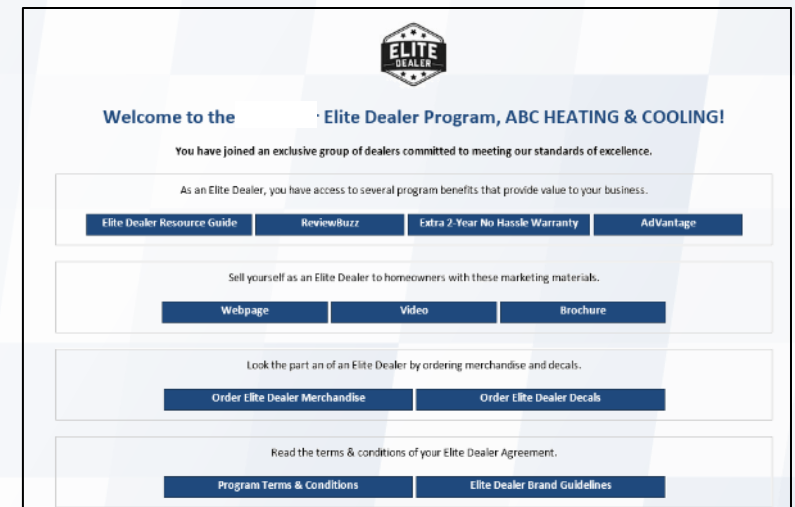 ELITE
DEALER
Welcome to the Elite Dealer Program, ABC HEATING & COOLING!
You have joined an exclusive group of dealers committed to meeting our standards of excellence.
As an Elite Dealer, you have access to several program benefits that provide value to your business.
Elite Dealer Resource Guide ReviewBuzz Extra 2-Year No Hassle Warranty AdVantage
Sell yourself as an Elite Dealer to homeowners with these marketing materials.
Webpage Video Brochure
Look the part an of an Elite Dealer by ordering merchandise and decals.
Order Elite Dealer Merchandise Order Elite Dealer Decals
Read the terms & conditions of your Elite Dealer Agreement.
Program Terms & Conditions Elite Dealer Brand Guidelines